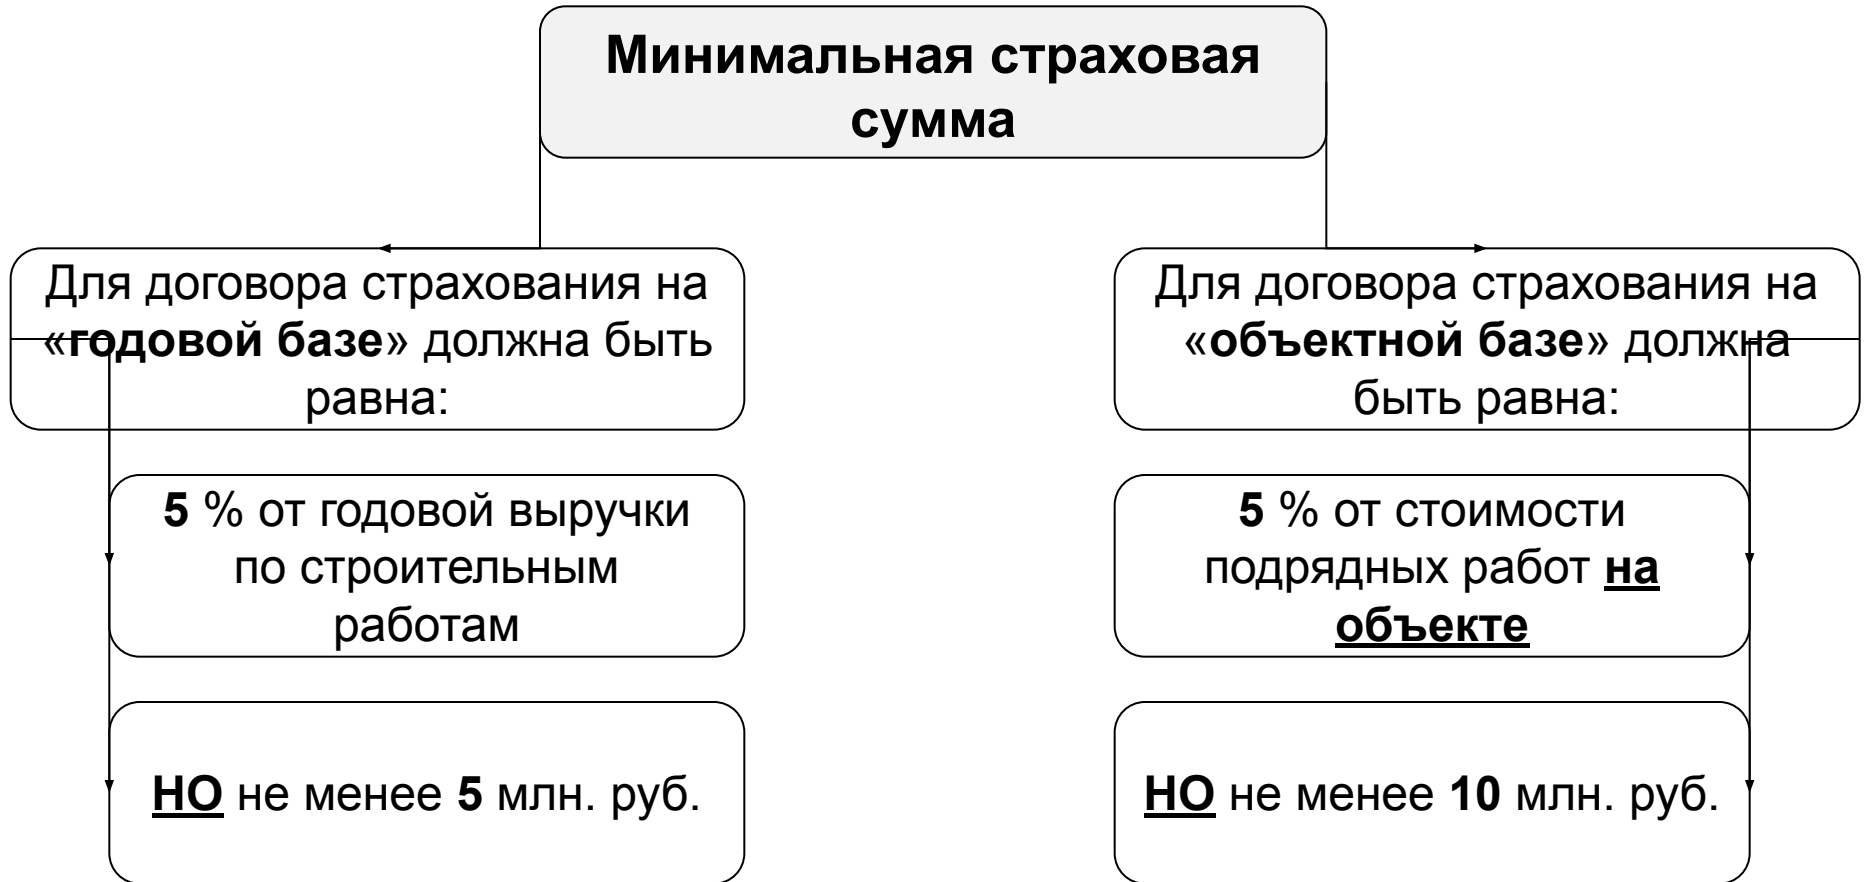 Минимальная страховая
сумма
Для договора страхования на
«годовой базе» должна быть
равна:
5 % от годовой выручки
по строительным
работам
НО не менее 5 млн. руб.
Для договора страхования на
«объектной базе» должна
быть равна:
5 % от стоимости
подрядных работ на
объекте
НО не менее 10 млн. руб.